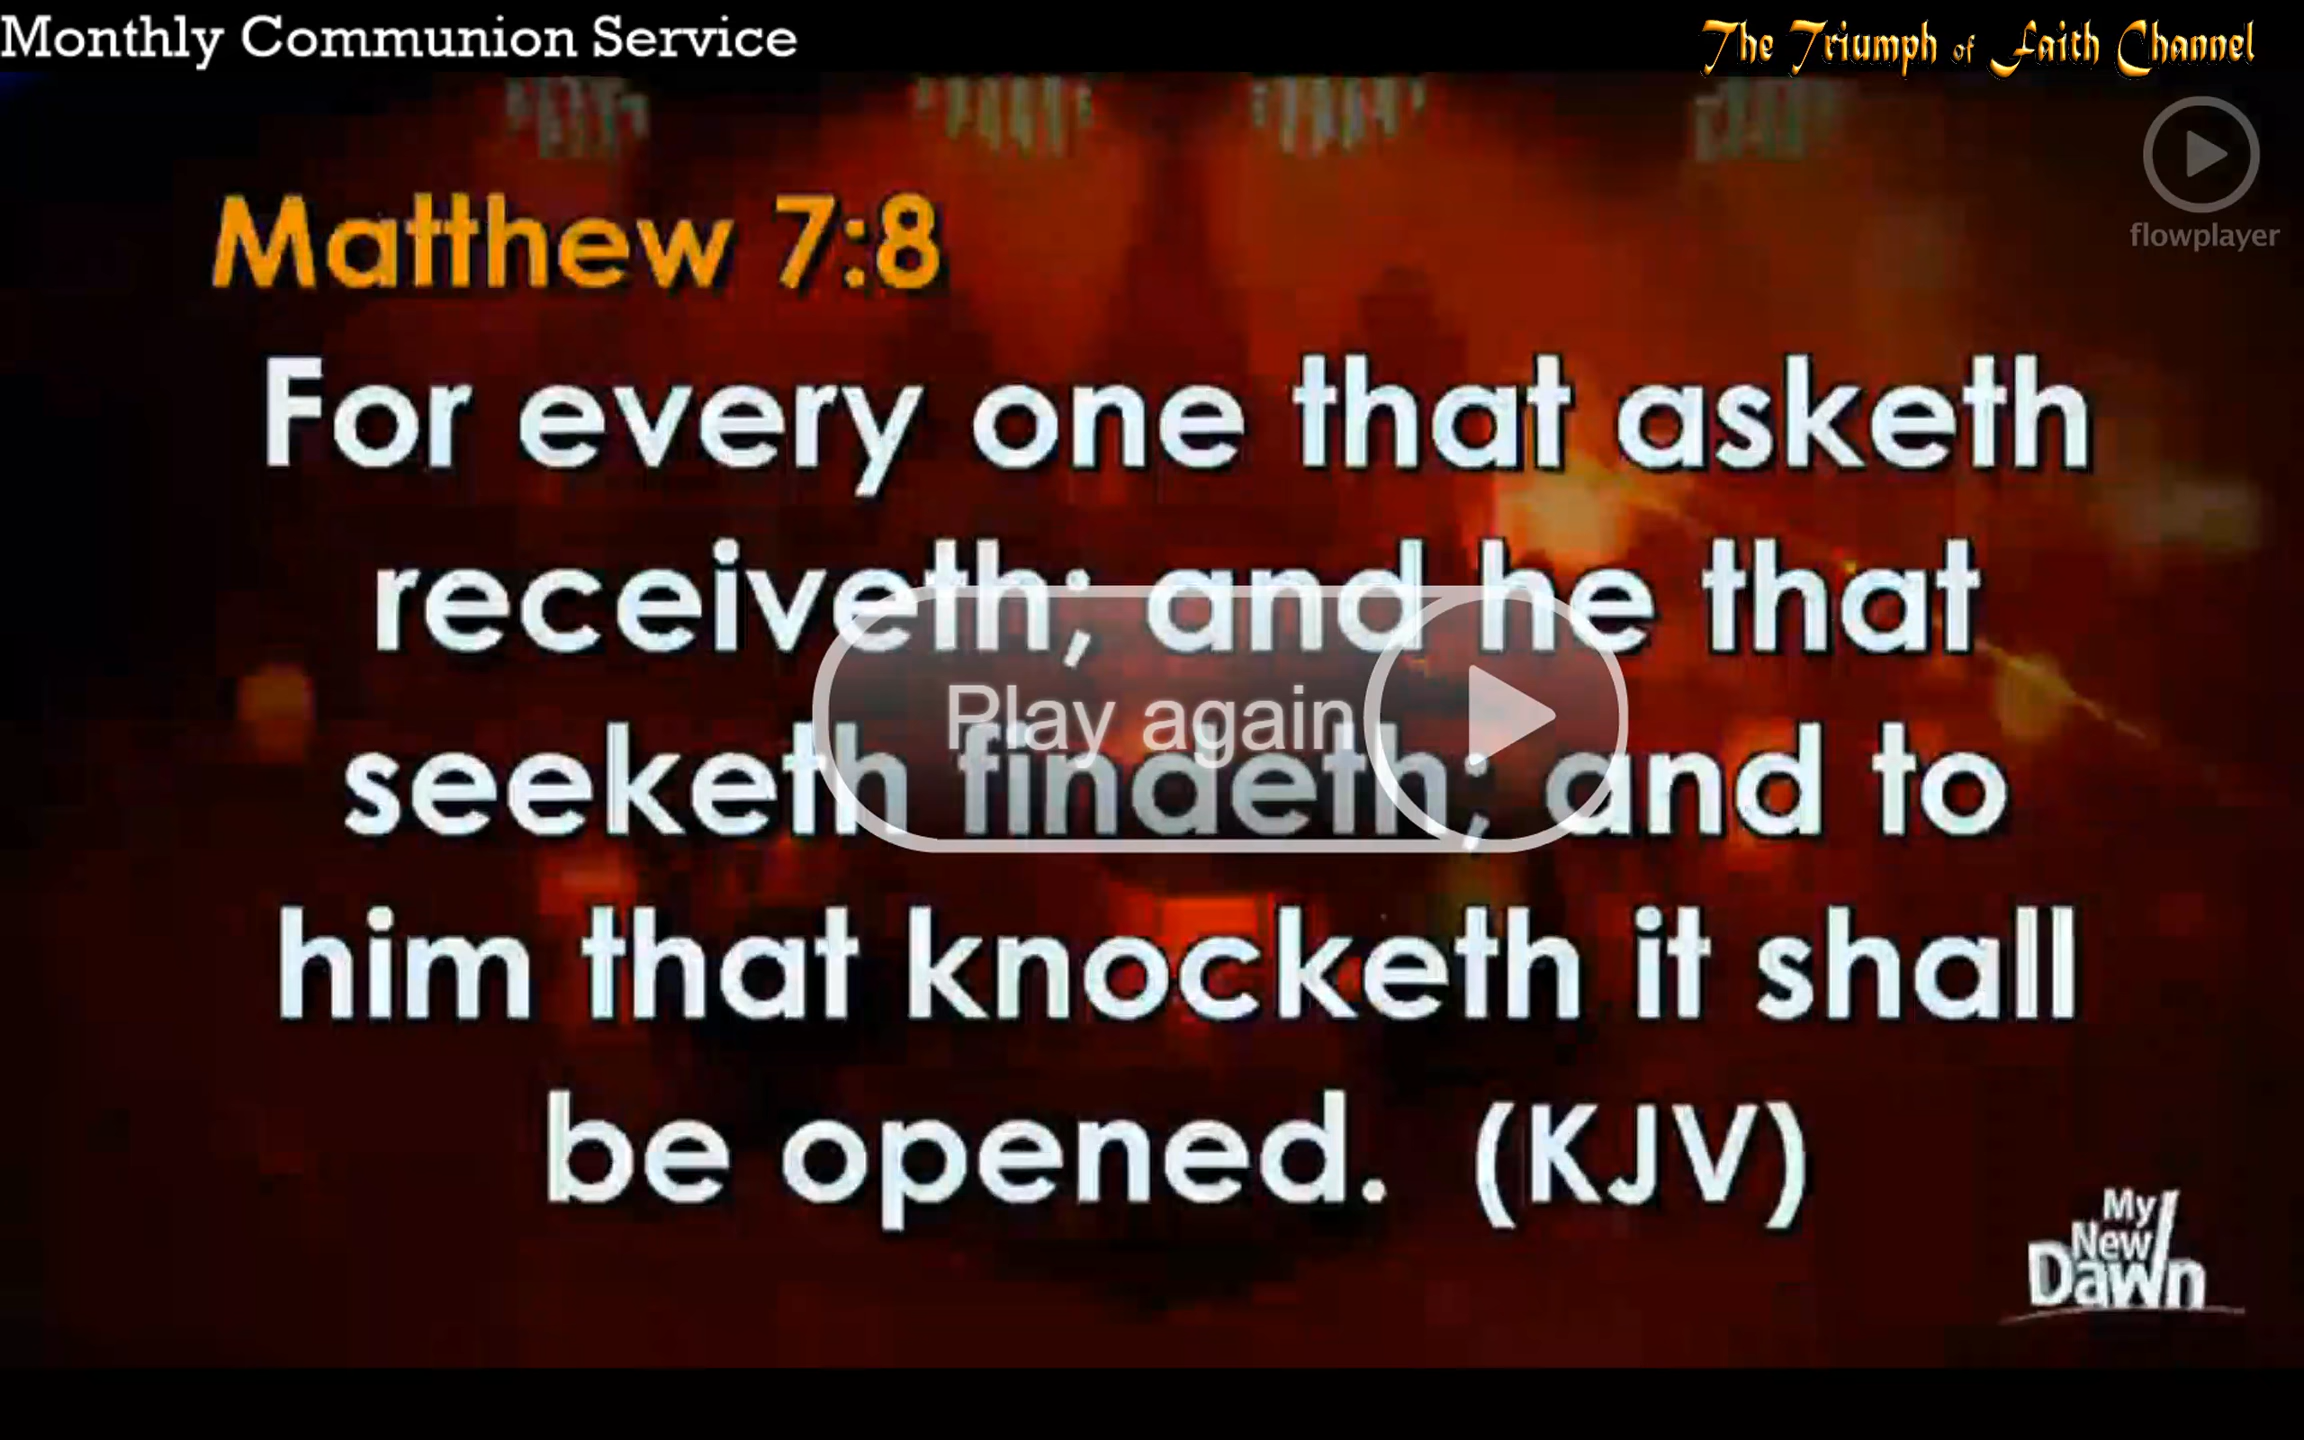 Monthly Communion Service
The Triumph of Faith Channel
flowplayer
Matthew 7:8
For every one that asketh
receiveth; and he that
Play again
seeketh findeth; and to
him that knocketh it shall
be opened. (KJV)
My
New
Dawn